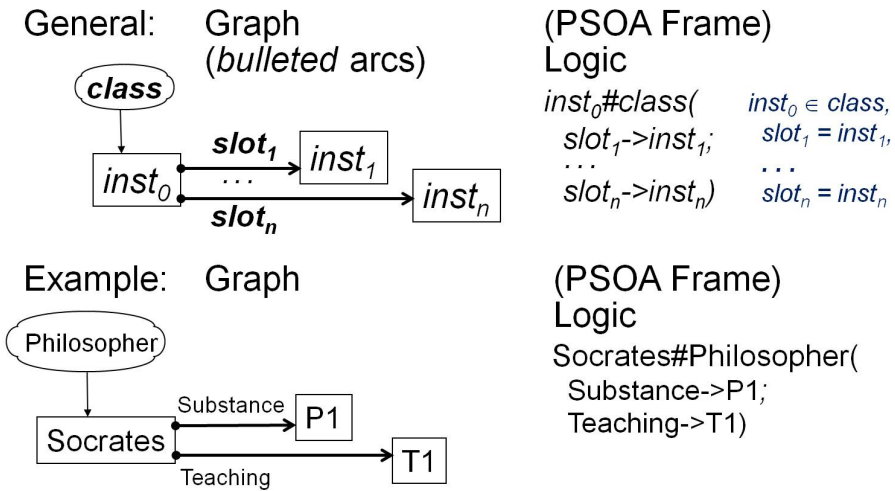 General: Graph (PSOA Frame)
(bulleted arcs) Logic
class
inst₀#class( inst₀ ∈ class,
slot₁ slot₁->inst₁; slot₁ = inst₁,
inst₀ ... inst₁ ... ...
slotₙ instₙ slotₙ->instₙ) slotₙ = instₙ
Example: Graph (PSOA Frame)
Logic
Philosopher
Socrates#Philosopher(
Substance Substance->P1;
Socrates P1 Teaching->T1)
Teaching T1